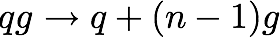 qg → q + (n − 1)g